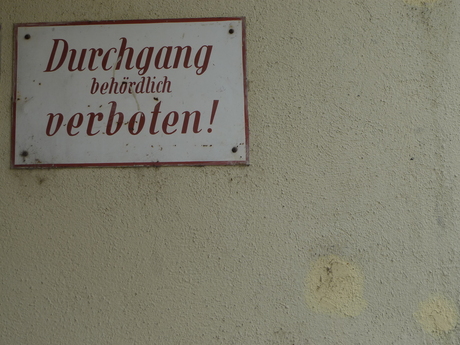 Durchgang
behördlich
verboten!